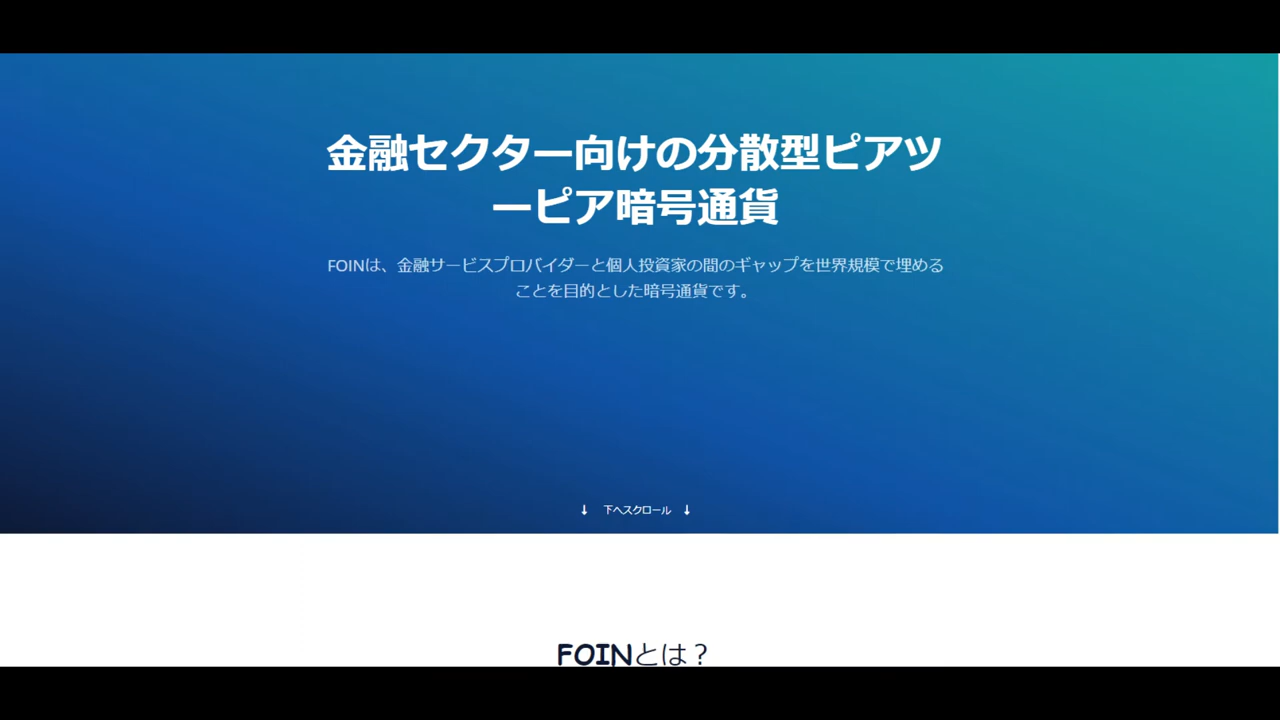 金融セクター向けの分散型ピアツ
ーピア暗号通貨
FOINは、金融サービスプロバイダーと個人投資家の間のギャップを世界規模で埋める
ことを目的とした暗号通貨です。
↓ 下へスクロール ↓
FOINとは？